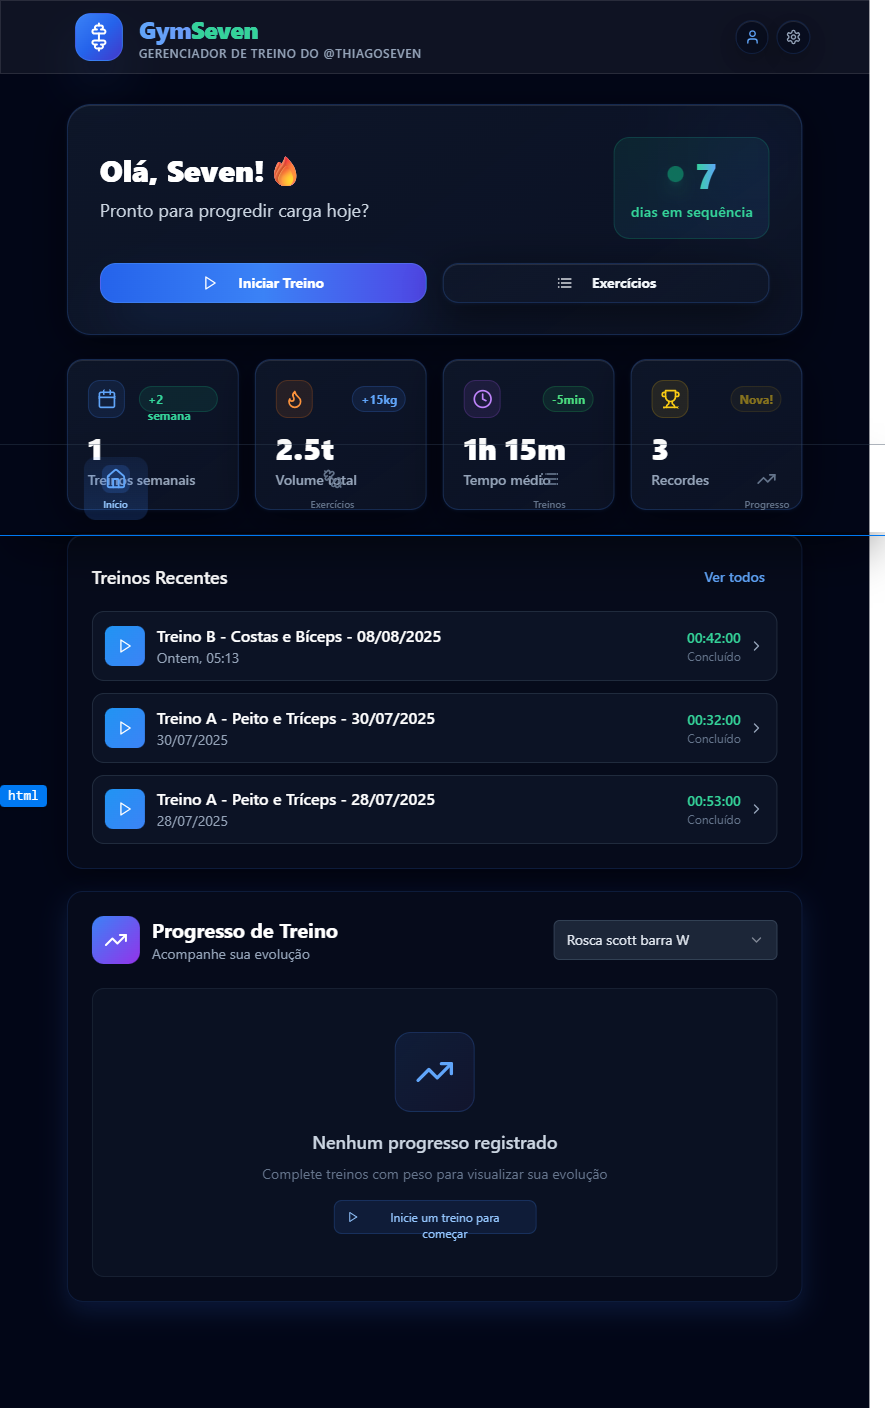 GymSeven
GERENCIADOR DE TREINO DO @THIAGOSEVEN
Olá, Seven! 🔥
Pronto para progredir carga hoje?
7
dias em sequência
Iniciar Treino
Exercícios
+2
semana
+15kg
-5min
Nova!
1
2.5t
1h 15m
3
Treinos semanais
Volume total
Tempo médio
Recordes
Início
Exercícios
Treinos
Progresso
Treinos Recentes
Ver todos
Treino B - Costas e Bíceps - 08/08/2025
Ontem, 05:13
00:42:00
Concluído
Treino A - Peito e Tríceps - 30/07/2025
30/07/2025
00:32:00
Concluído
html
Treino A - Peito e Tríceps - 28/07/2025
28/07/2025
00:53:00
Concluído
Progresso de Treino
Acompanhe sua evolução
Rosca scott barra W
Nenhum progresso registrado
Complete treinos com peso para visualizar sua evolução
Inicie um treino para
começar